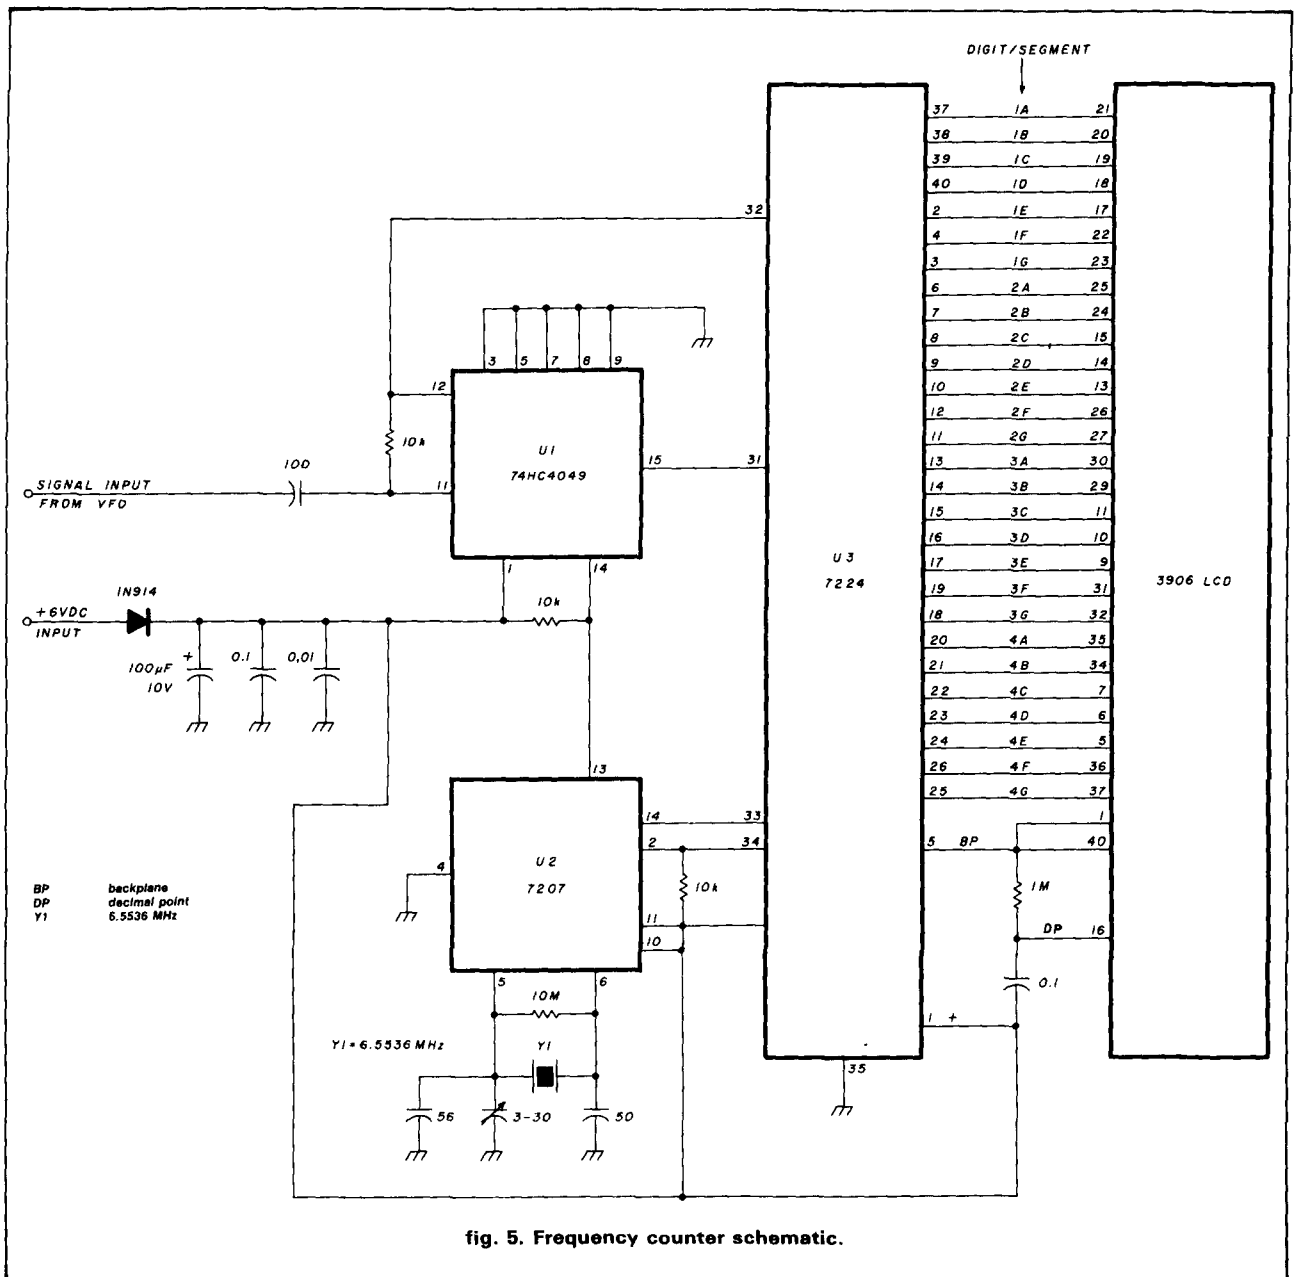 DIGIT/SEGMENT
37 1A 21
38 1B 20
39 1C 19
40 1D 18
32
2 1E 17
4 1F 22
3 1G 23
6 2A 25
7 2B 24
8 2C 15
3 5 7 8 9
9 2D 14
12
10 2E 13
12 2F 26
10k
11 2G 27
U1
74HC4049
15
31
13 3A 30
100
SIGNAL INPUT
FROM VFO
11
14 3B 29
15 3C 11
16 3D 10
U3
7224
17 3E 9
3906 LCD
1 14
1N914
19 3F 31
+6VDC
INPUT
10k
18 3G 32
20 4A 35
+
100µF
10V
0.1
0.01
21 4B 34
22 4C 7
23 4D 6
24 4E 5
13
26 4F 36
25 4G 37
14 33
1
2 34
5 BP 40
4
U2
7207
10k
1M
BP backplane
DP decimal point
Y1 6.5536 MHz
11
DP 16
10
5 6
10M
0.1
1 +
Y1=6.5536 MHz
Y1
35
56
3-30
50
fig. 5. Frequency counter schematic.